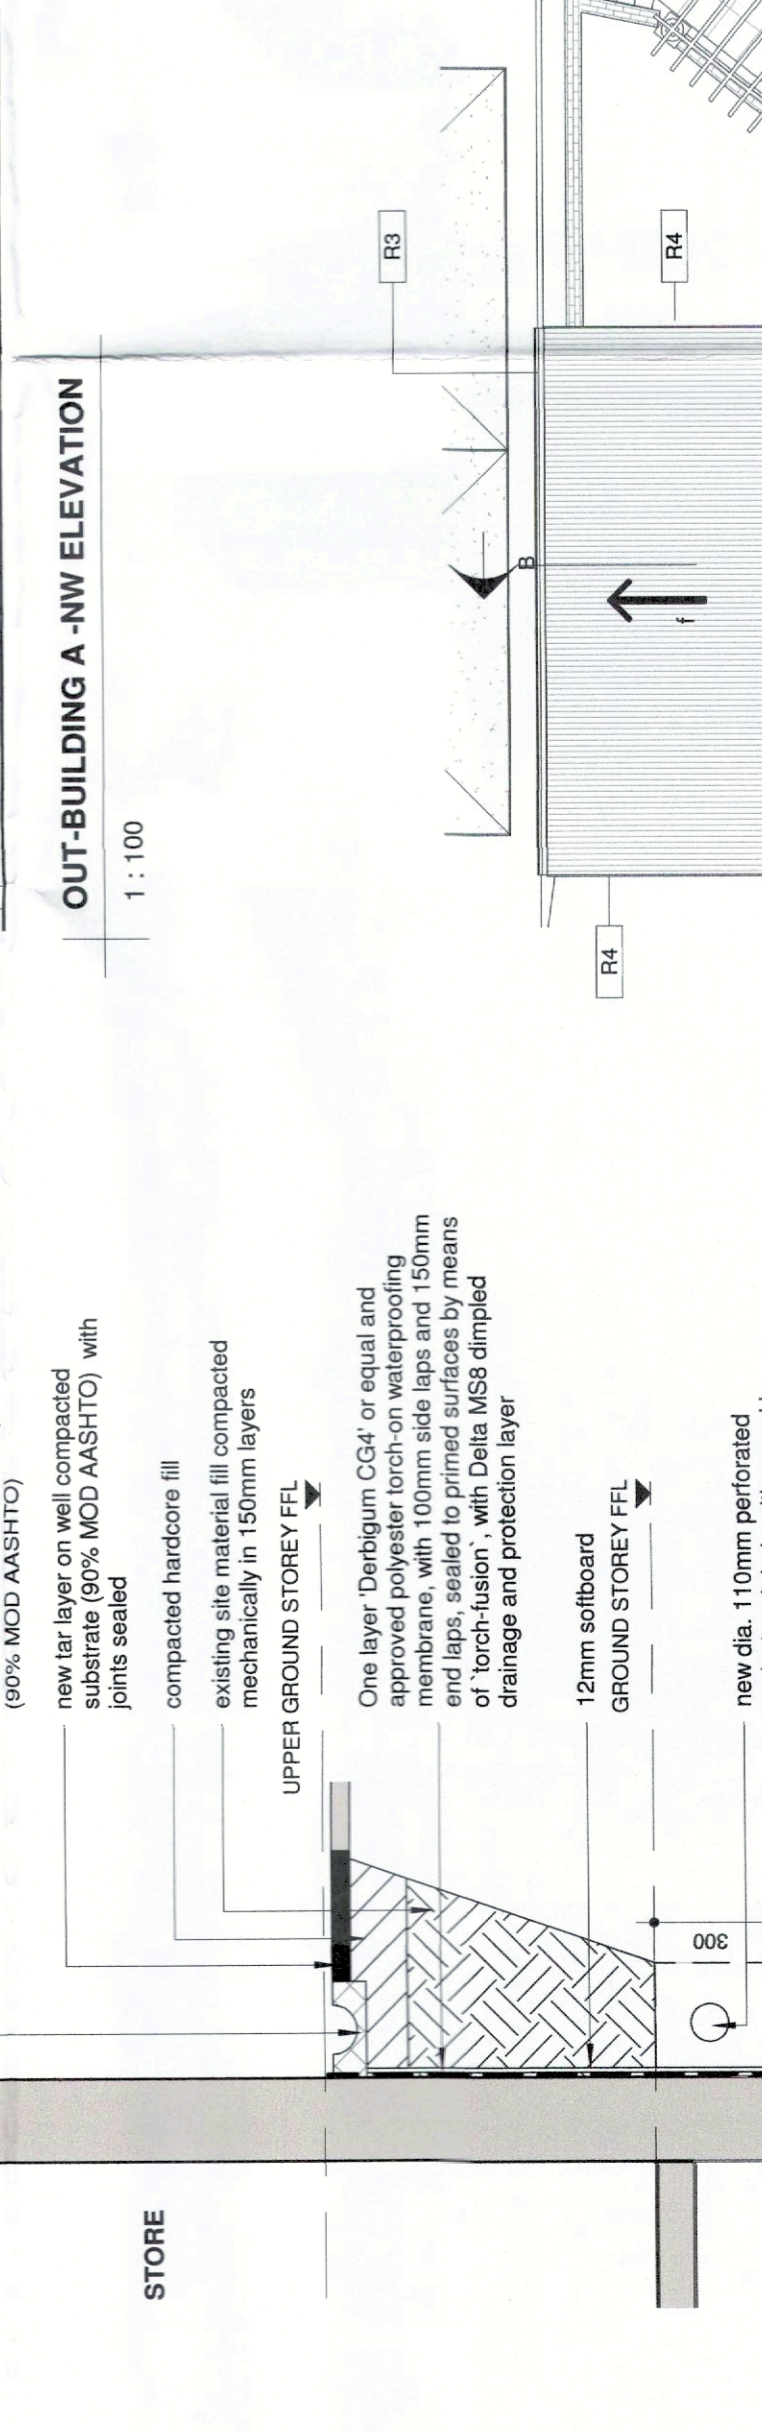 (90% MOD AASHTO)
new tar layer on well compacted
substrate (90% MOD AASHTO) with
joints sealed
compacted hardcore fill
existing site material fill compacted
mechanically in 150mm layers
UPPER GROUND STOREY FFL
One layer 'Derbigum CG4' or equal and
approved polyester torch-on waterproofing
membrane, with 100mm side laps and 150mm
end laps, sealed to primed surfaces by means
of `torch-fusion`, with Delta MS8 dimpled
drainage and protection layer
12mm softboard
GROUND STOREY FFL
new dia. 110mm perforated
300
STORE
OUT-BUILDING A -NW ELEVATION
1 : 100
R3
R4
R4
B
f